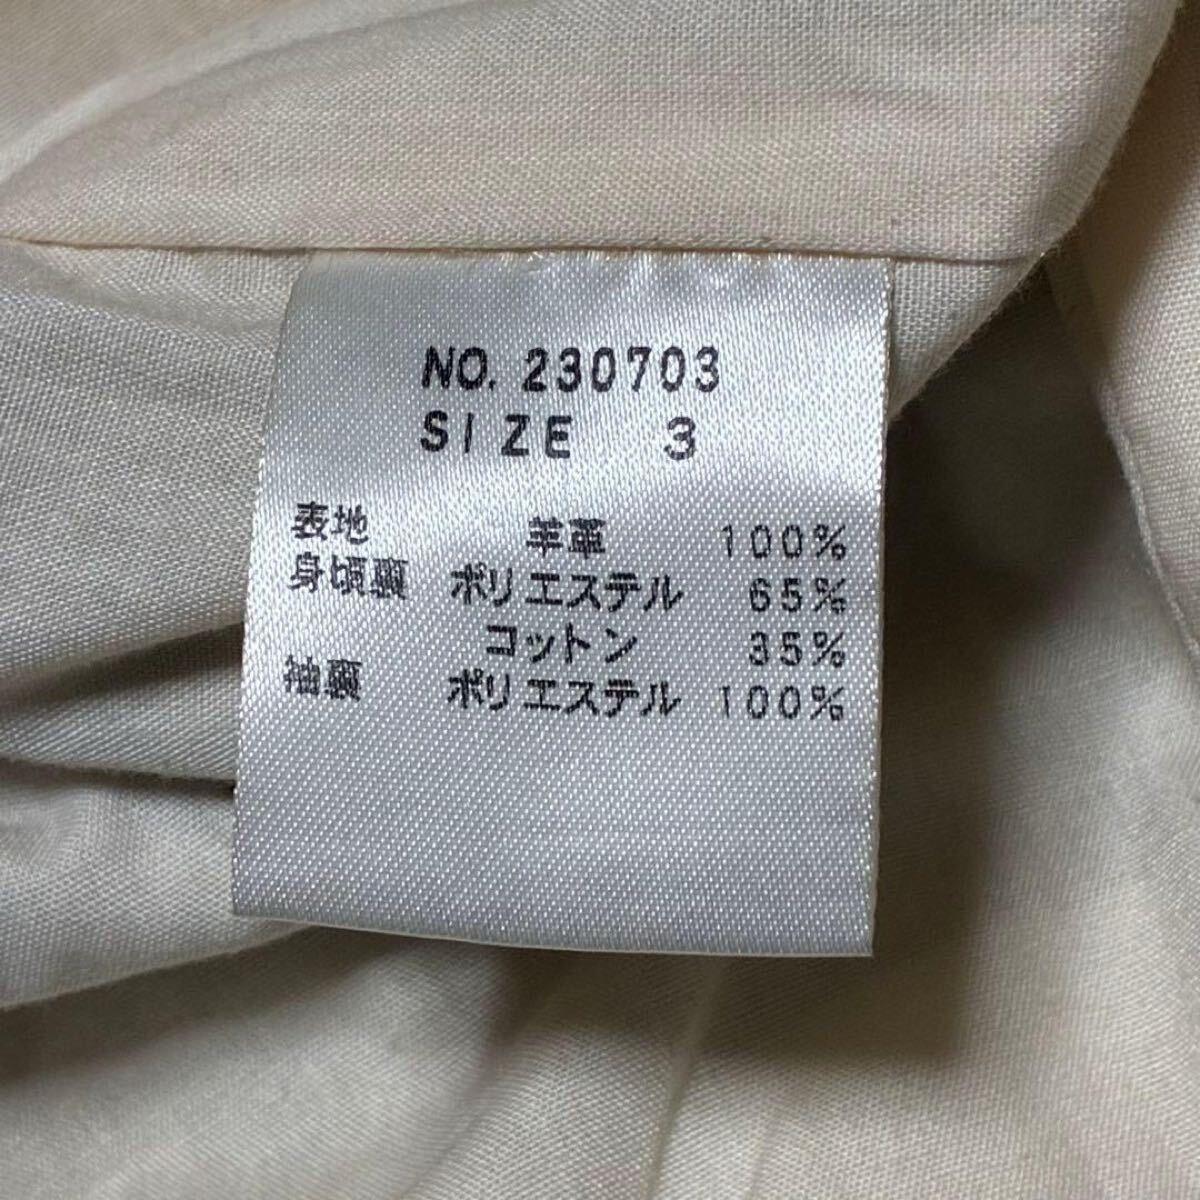 NO. 230703
SIZE 3
表地 羊革 100%
身頃裏 ポリエステル 65%
コットン 35%
袖裏 ポリエステル 100%